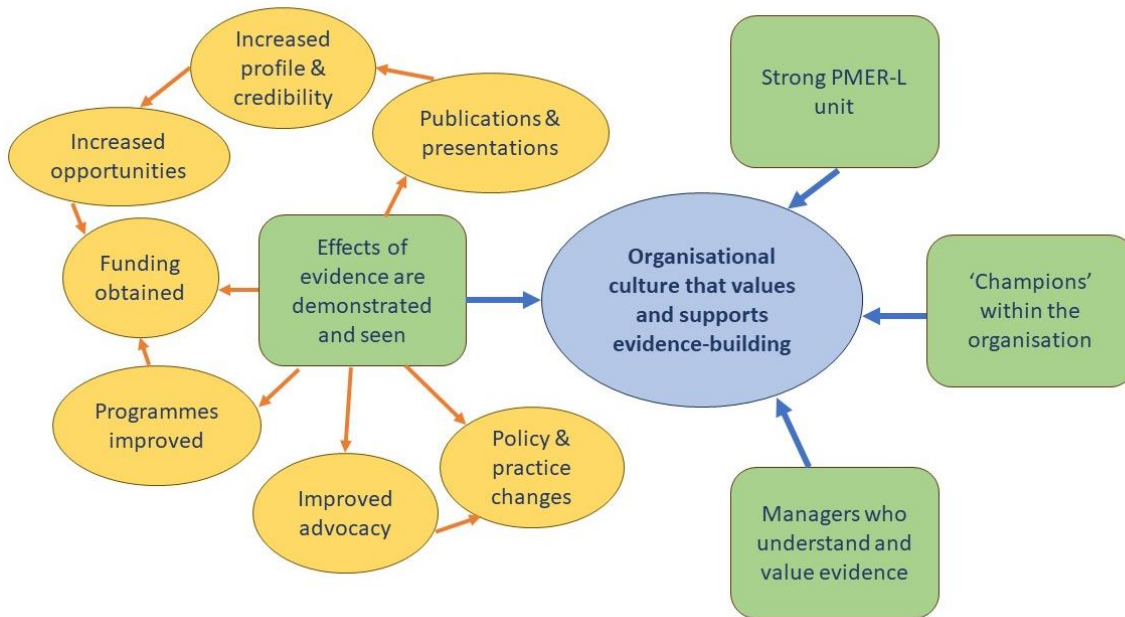 Increased
profile &
credibility
Publications &
presentations
Increased
opportunities
Funding
obtained
Effects of
evidence are
demonstrated
and seen
Programmes
improved
Improved
advocacy
Policy &
practice
changes
Organisational
culture that values
and supports
evidence-building
Strong PMER-L
unit
‘Champions’
within the
organisation
Managers who
understand and
value evidence